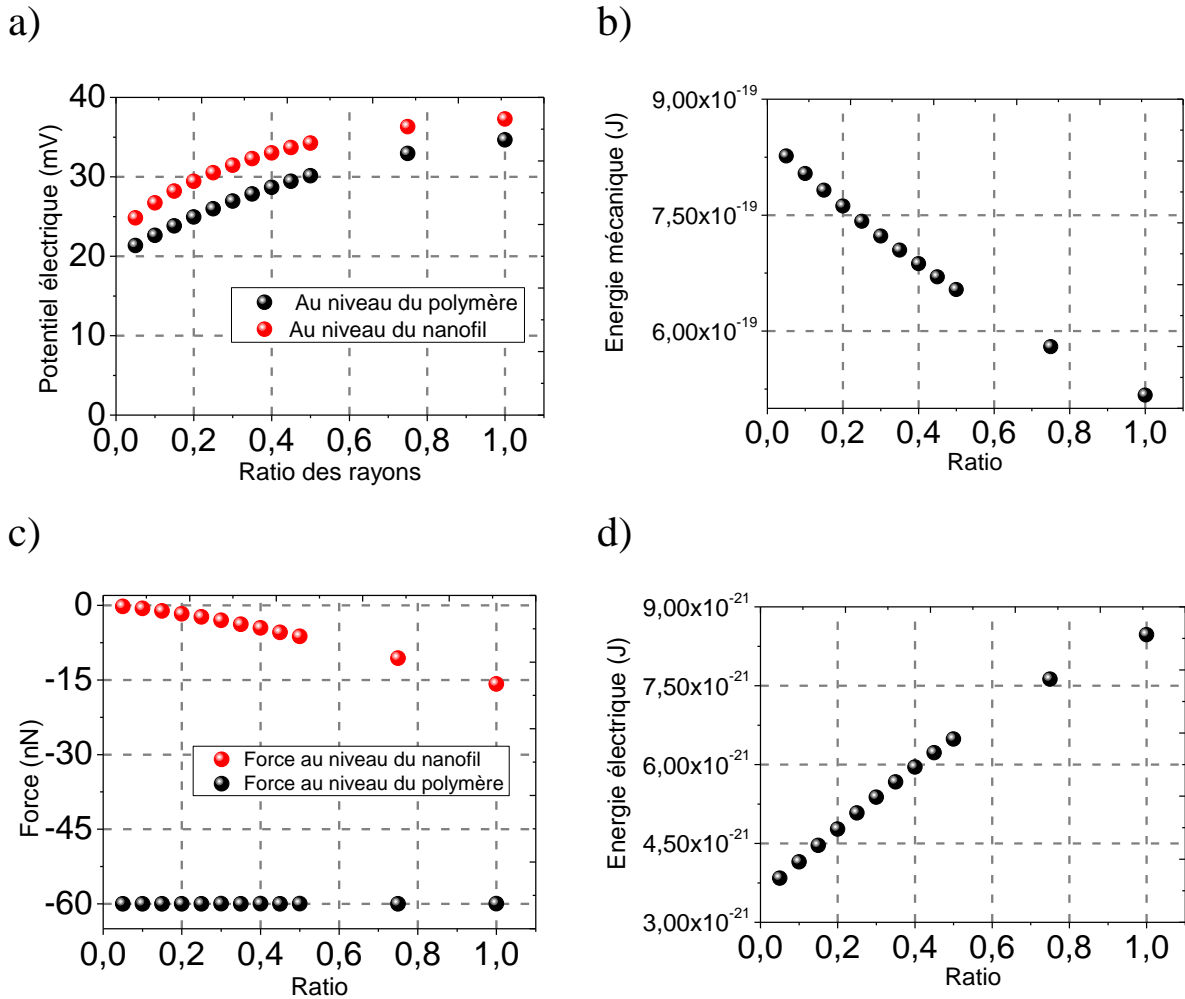 a)
40
30
20
10
0
Potentiel électrique (mV)
Au niveau du polymère
Au niveau du nanofil
0,0 0,2 0,4 0,6 0,8 1,0
Ratio des rayons
b)
9,00x10⁻¹⁹
7,50x10⁻¹⁹
6,00x10⁻¹⁹
Energie mécanique (J)
0,0 0,2 0,4 0,6 0,8 1,0
Ratio
c)
0
-15
-30
-45
-60
Force (nN)
Force au niveau du nanofil
Force au niveau du polymère
0,0 0,2 0,4 0,6 0,8 1,0
Ratio
d)
9,00x10⁻²¹
7,50x10⁻²¹
6,00x10⁻²¹
4,50x10⁻²¹
3,00x10⁻²¹
Energie électrique (J)
0,0 0,2 0,4 0,6 0,8 1,0
Ratio